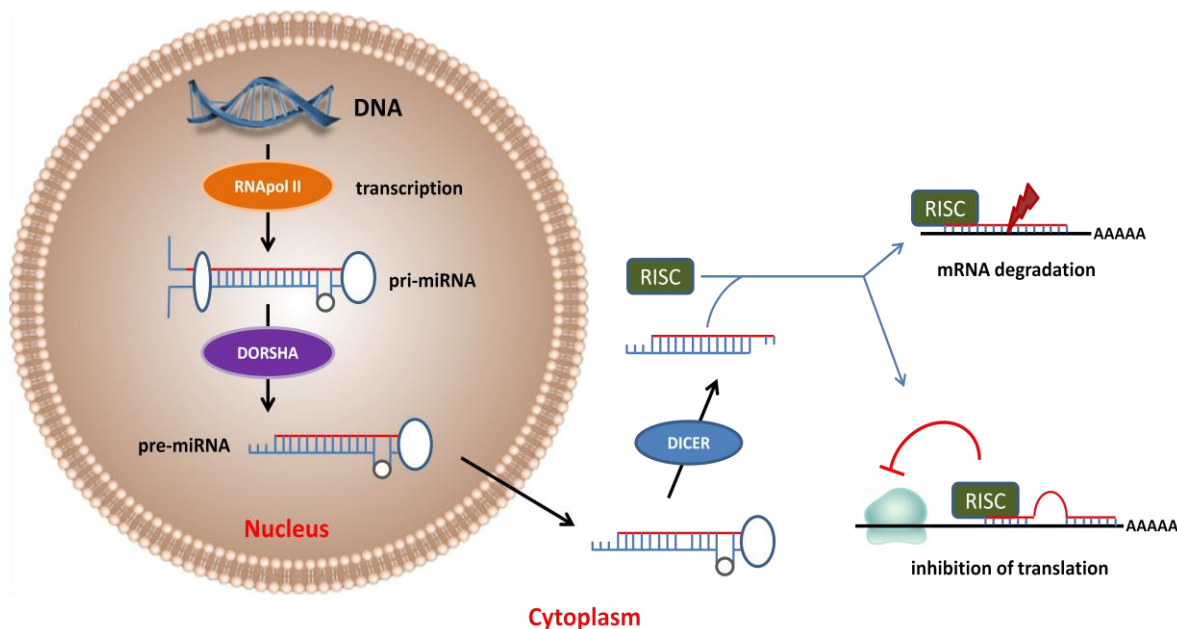 DNA
RNApol II
transcription
pri-miRNA
DORSHA
pre-miRNA
Nucleus
Cytoplasm
DICER
RISC
RISC
AAAAA
mRNA degradation
RISC
AAAAA
inhibition of translation